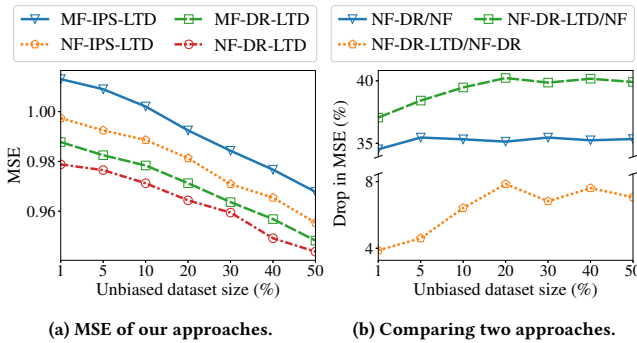 MF-IPS-LTD MF-DR-LTD
NF-IPS-LTD NF-DR-LTD
MSE
1.00
0.98
0.96
1 5 10 20 30 40 50
Unbiased dataset size (%)
(a) MSE of our approaches.
NF-DR/NF NF-DR-LTD/NF
NF-DR-LTD/NF-DR
Drop in MSE (%)
40
35
8
4
1 5 10 20 30 40 50
Unbiased dataset size (%)
(b) Comparing two approaches.